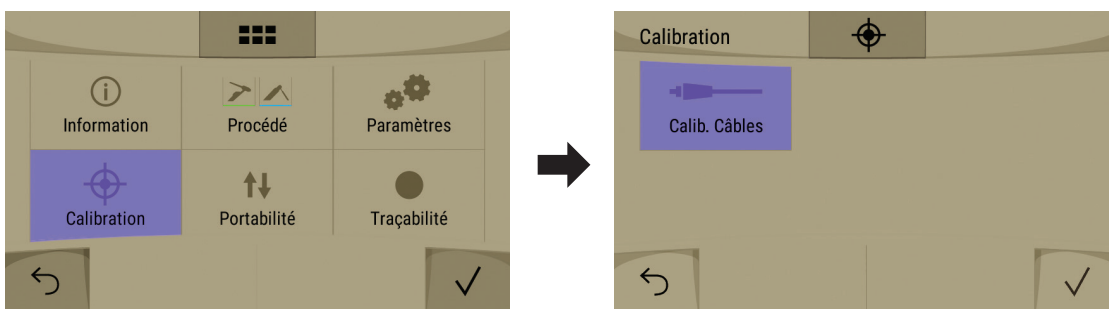 Information
Procédé
Paramètres
Calibration
Portabilité
Traçabilité
Calibration
Calib. Câbles